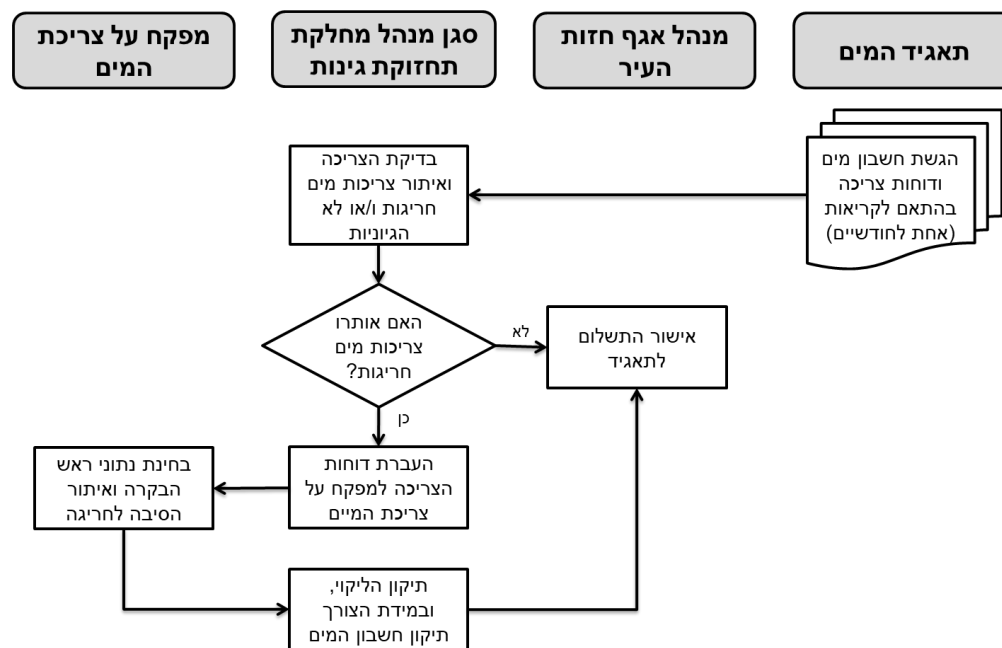 תאגיד המים
מנהל אגף חזות
העיר
סגן מנהל מחלקת
תחזוקת גינות
מפקח על צריכת
המים
הגשת חשבון מים
ודוחות צריכה
בהתאם לקריאות
(אחת לחודשיים)
בדיקת הצריכה
ואיתור צריכות מים
חריגות ו/או לא
הגיוניות
האם אותרו
צריכות מים
חריגות?
לא
אישור התשלום
לתאגיד
כן
העברת דוחות
הצריכה למפקח על
צריכת המיים
בחינת נתוני ראש
הבקרה ואיתור
הסיבה לחריגה
תיקון הליקוי,
ובמידת הצורך
תיקון חשבון המים